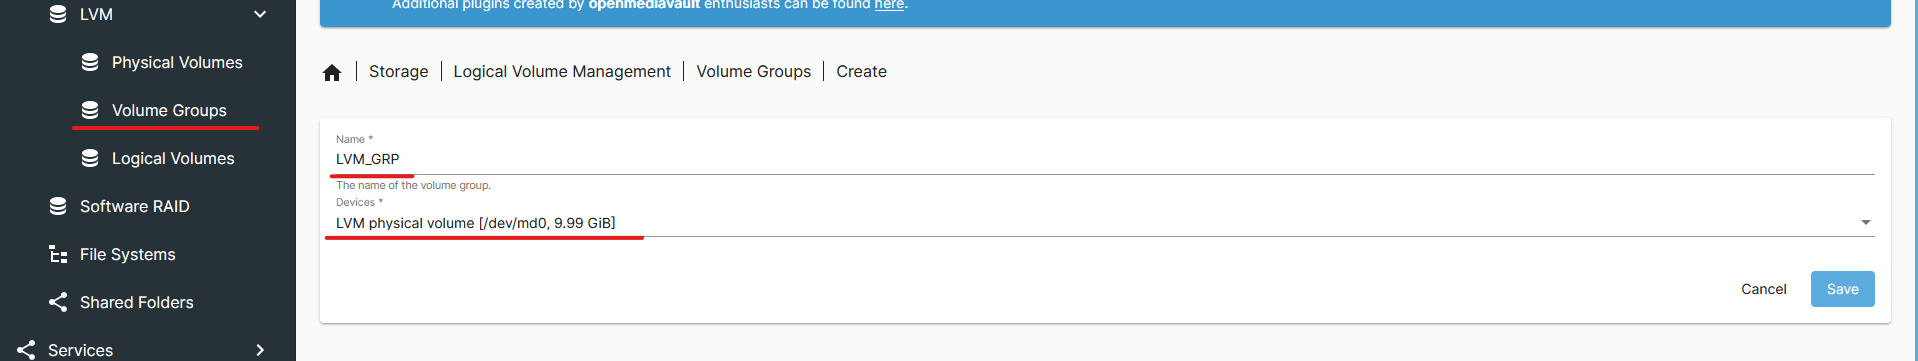 LVM
Physical Volumes
Volume Groups
Logical Volumes
Software RAID
File Systems
Shared Folders
Services
Additional plugins created by openmediavault enthusiasts can be found here.
Storage | Logical Volume Management | Volume Groups | Create
Name *
LVM_GRP
The name of the volume group.
Devices *
LVM physical volume [/dev/md0, 9.99 GiB]
Cancel Save